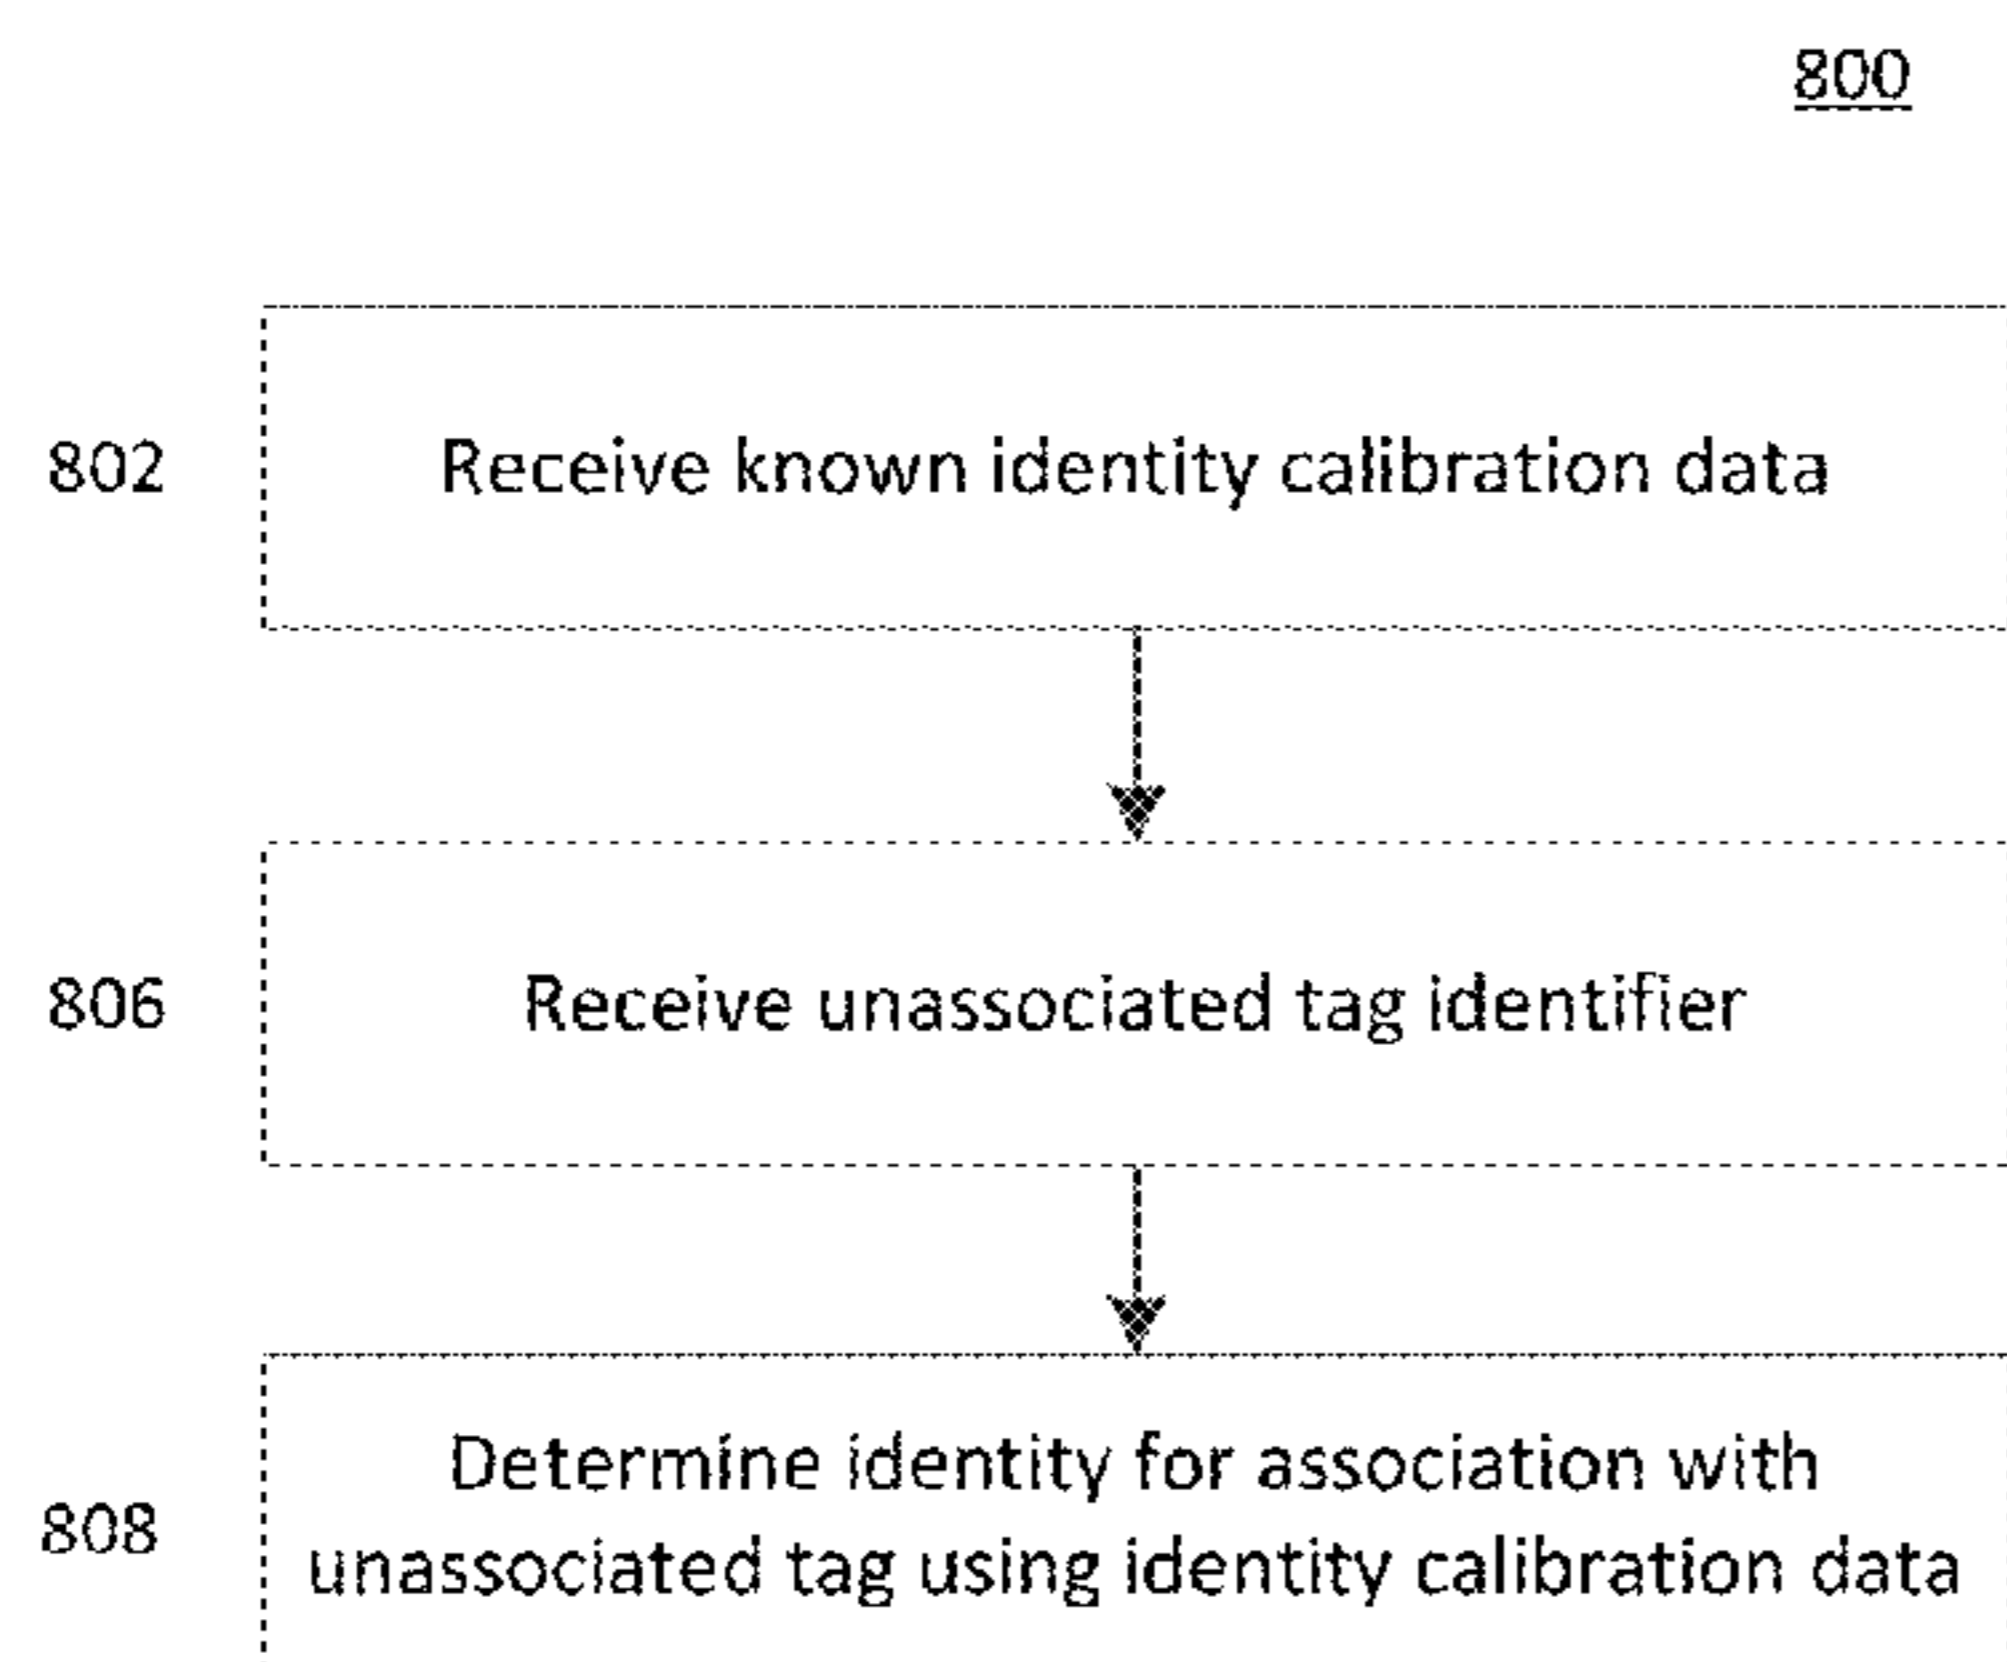 800
802
Receive known identity calibration data
806
Receive unassociated tag identifier
808
Determine identity for association with
unassociated tag using identity calibration data